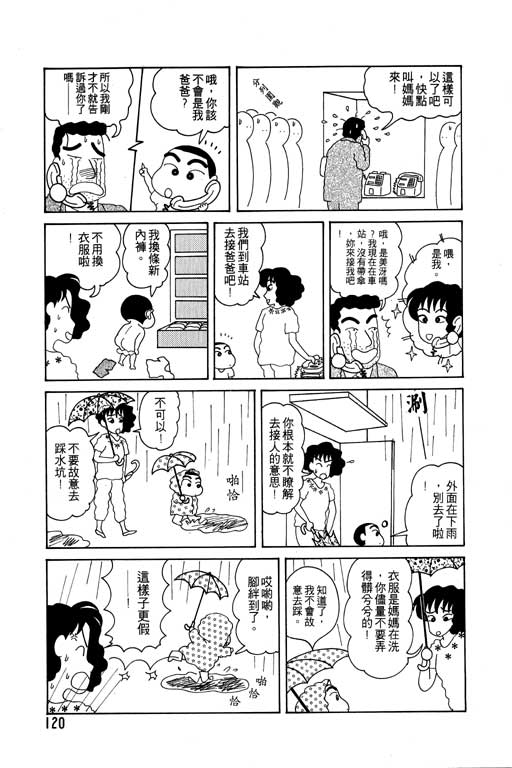 這樣可
以了吧
，快點
叫媽媽
來！
哦，你該
不會是我
爸爸？
所以我剛
才不就告
訴過你了
嗎——
喂，
是我。
哦，是美伢嗎
？我現在在車
站，沒有帶傘
，妳來接我吧
！
我們到車站
去接爸爸吧！
我換條新
內褲。
不用換
衣服啦
！
涮
外面在下雨
，別去了啦
！
你根本就不瞭解
去接人的意思！
不可以！
啪恰
不要故意去
踩水坑！
衣服是媽媽在洗
，你儘量不要弄
得髒兮兮的！
知道了
我不會故
意去踩。
哎喲喲，
腳絆到了。
啪恰
啪恰
這樣子更假
！
120